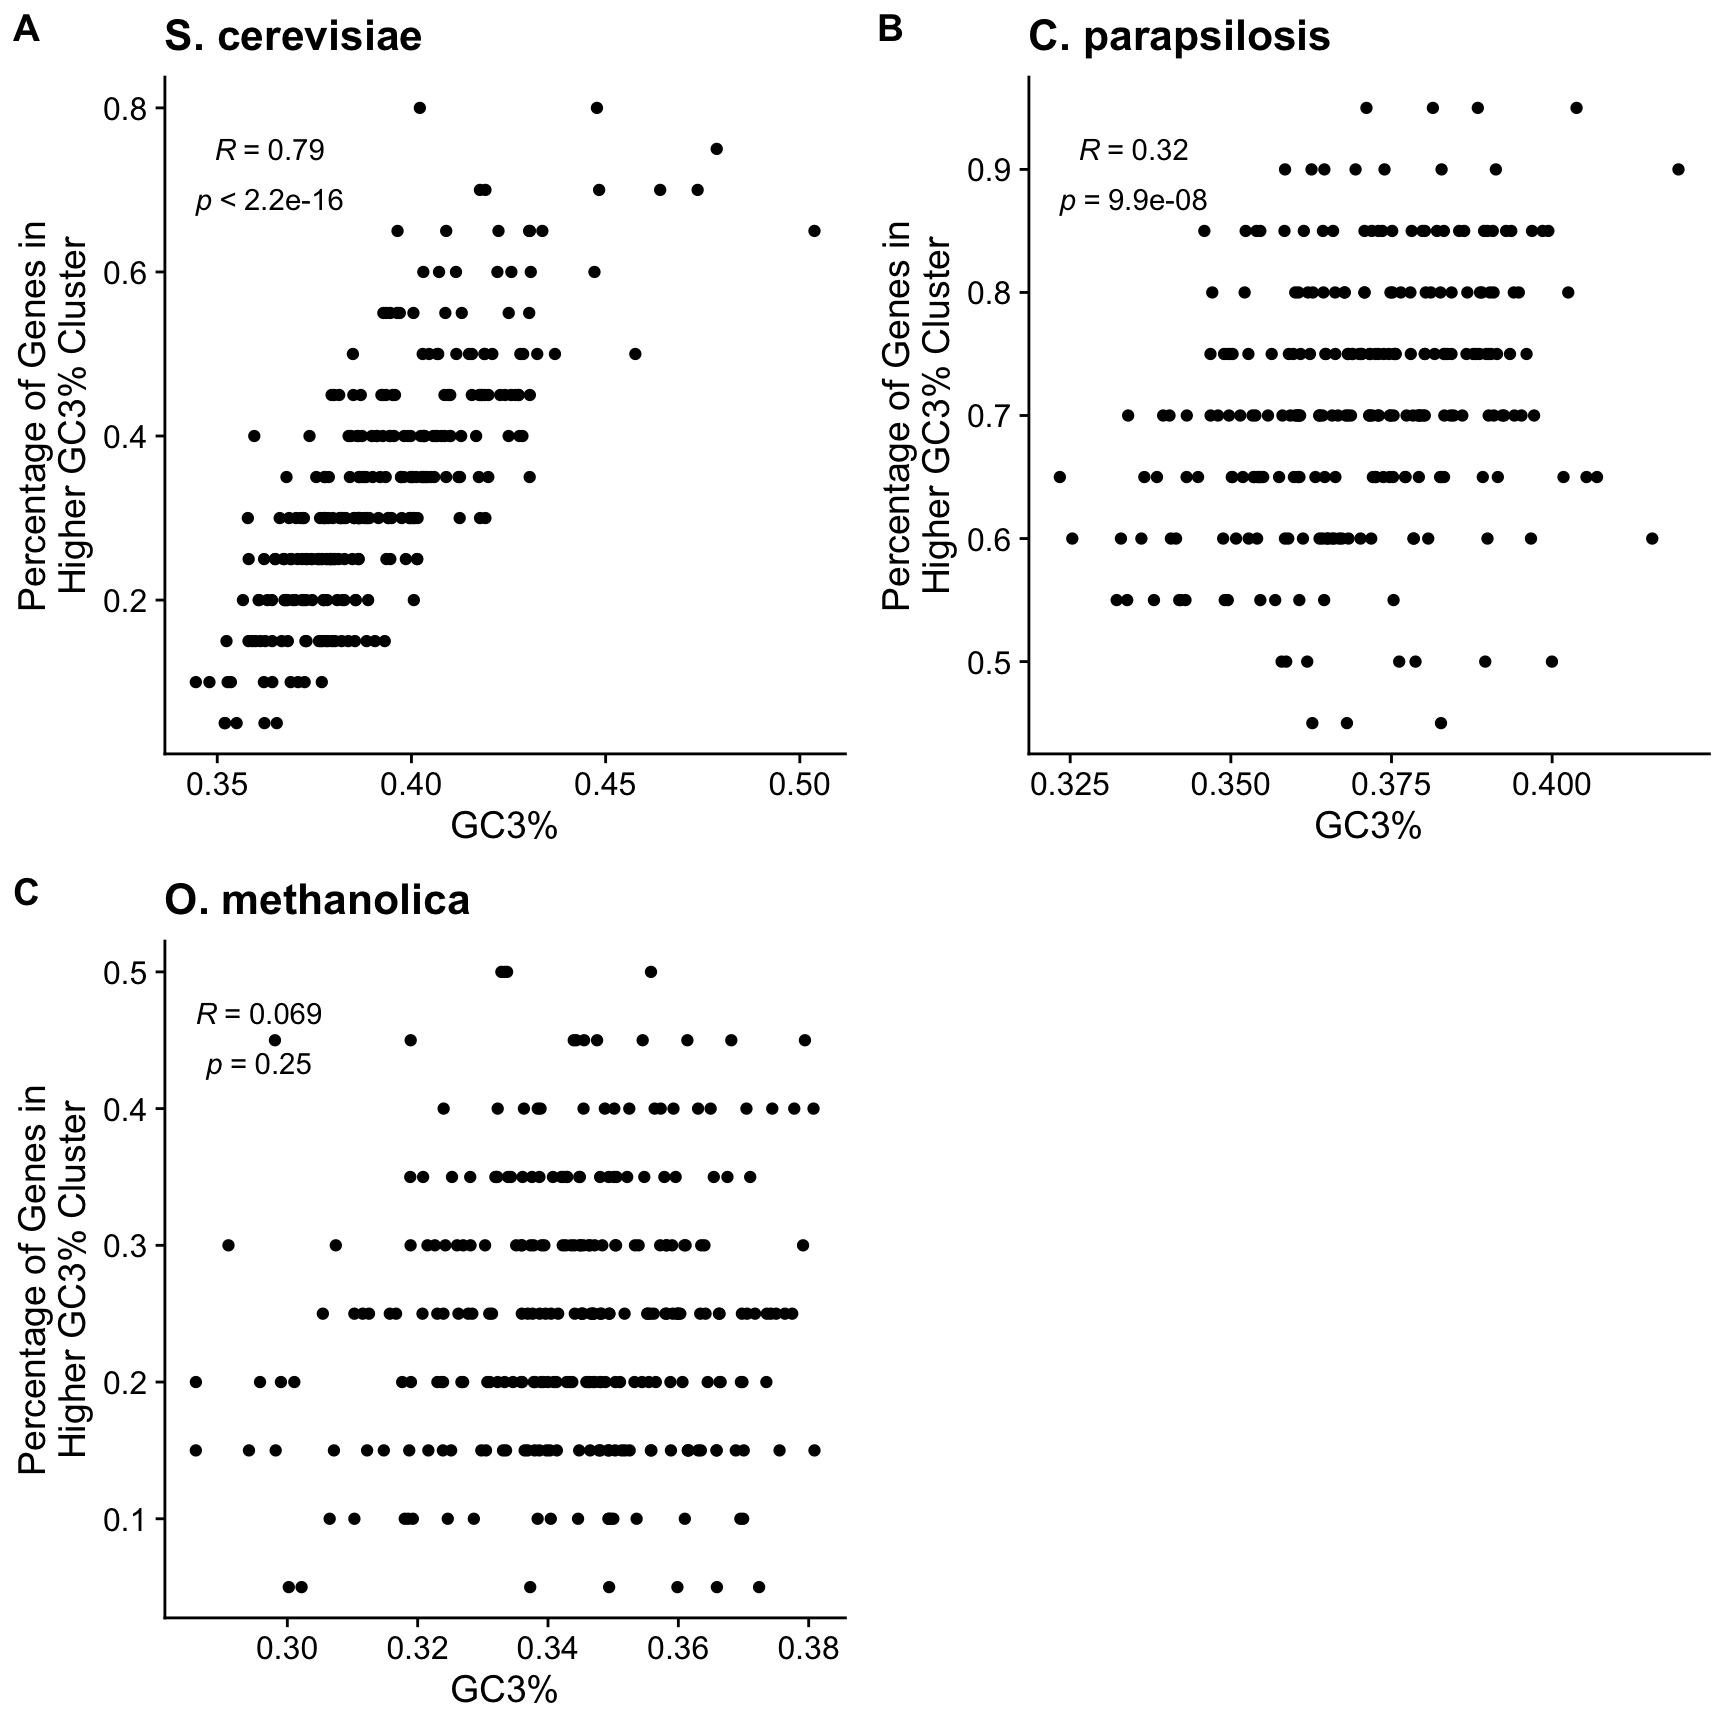 A
S. cerevisiae
0.8
0.6
0.4
0.2
R = 0.79
p < 2.2e-16
Percentage of Genes in
Higher GC3% Cluster
0.35 0.40 0.45 0.50
GC3%
B
C. parapsilosis
0.9
0.8
0.7
0.6
0.5
R = 0.32
p = 9.9e-08
Percentage of Genes in
Higher GC3% Cluster
0.325 0.350 0.375 0.400
GC3%
C
O. methanolica
0.5
0.4
0.3
0.2
0.1
R = 0.069
p = 0.25
Percentage of Genes in
Higher GC3% Cluster
0.30 0.32 0.34 0.36 0.38
GC3%